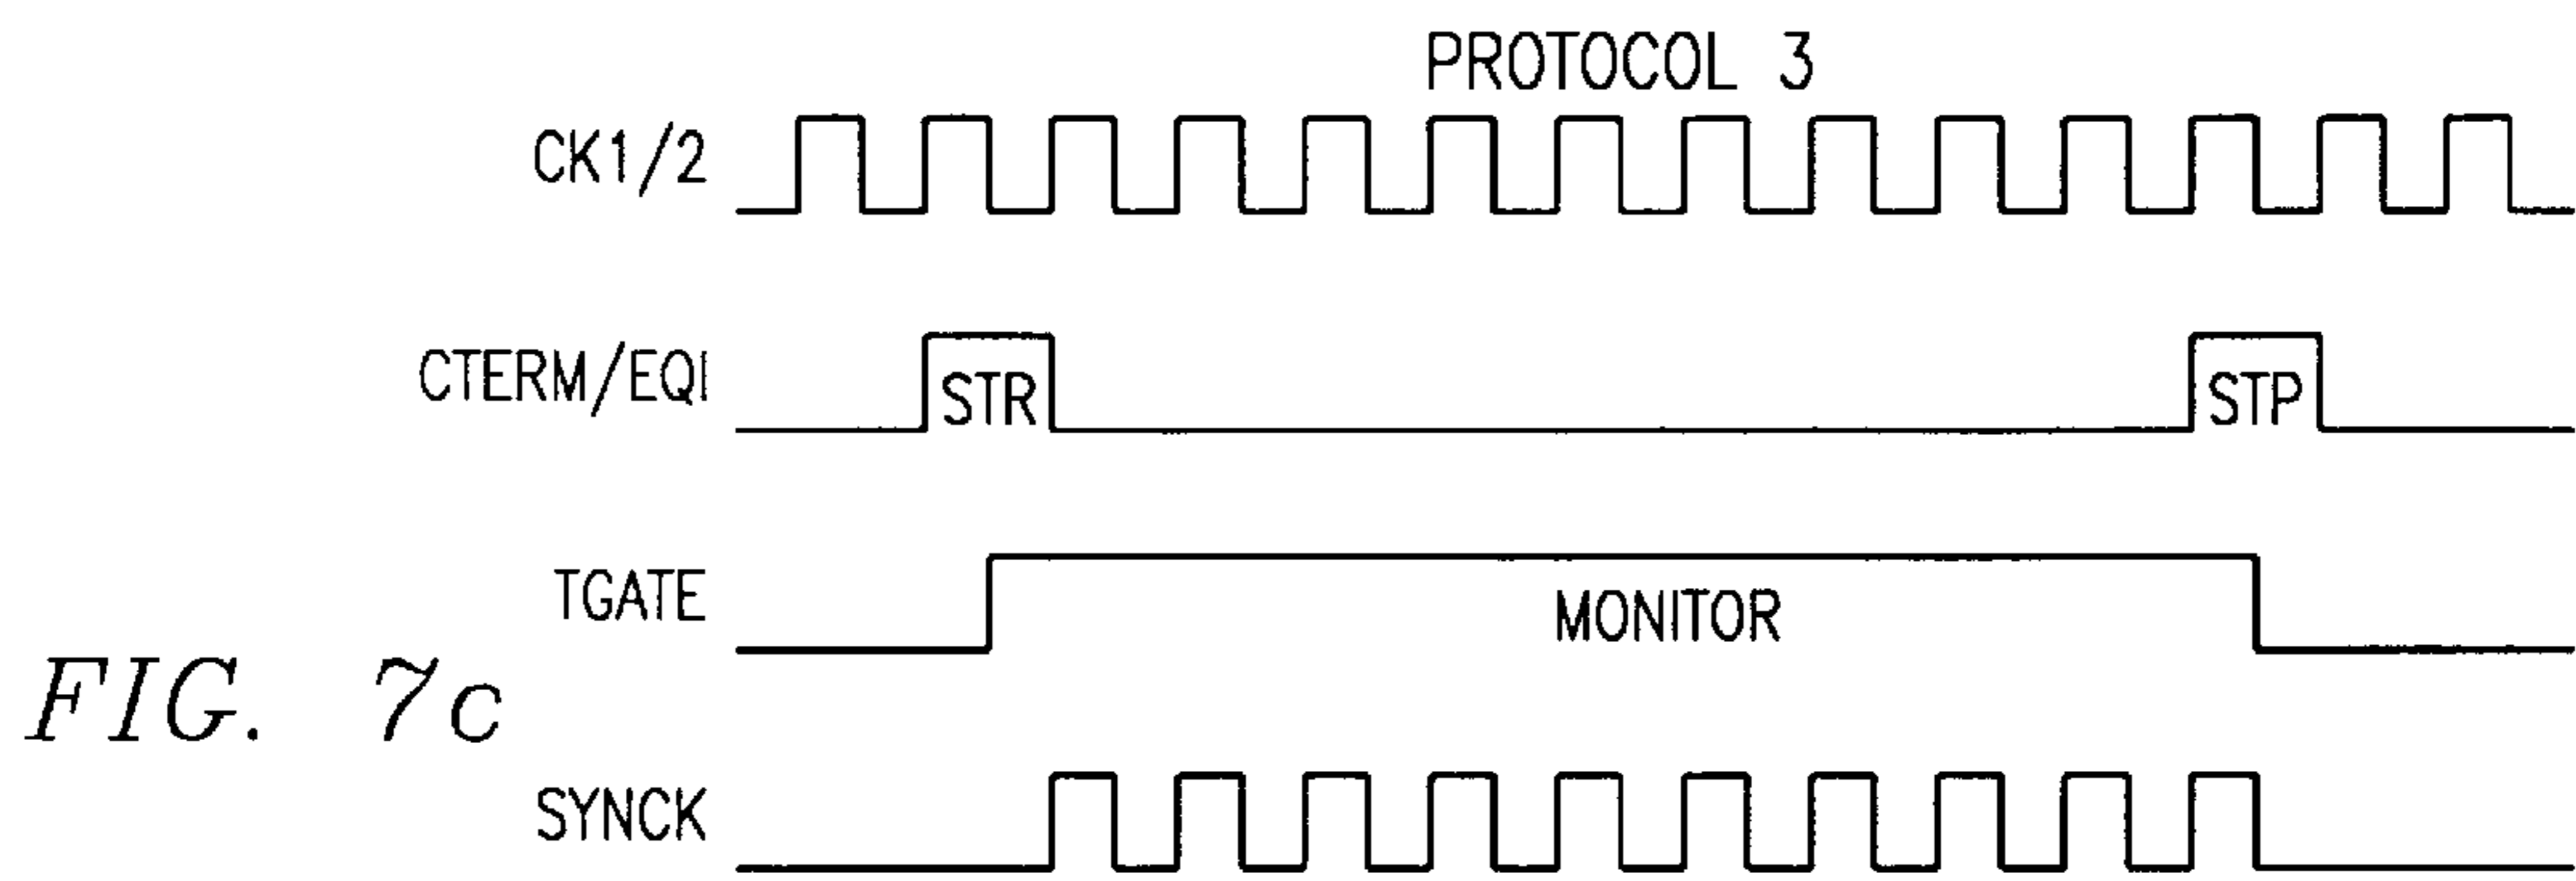 PROTOCOL 3
CK1/2
CTERM/EQI
STR
STP
TGATE
MONITOR
FIG. 7c
SYNCK